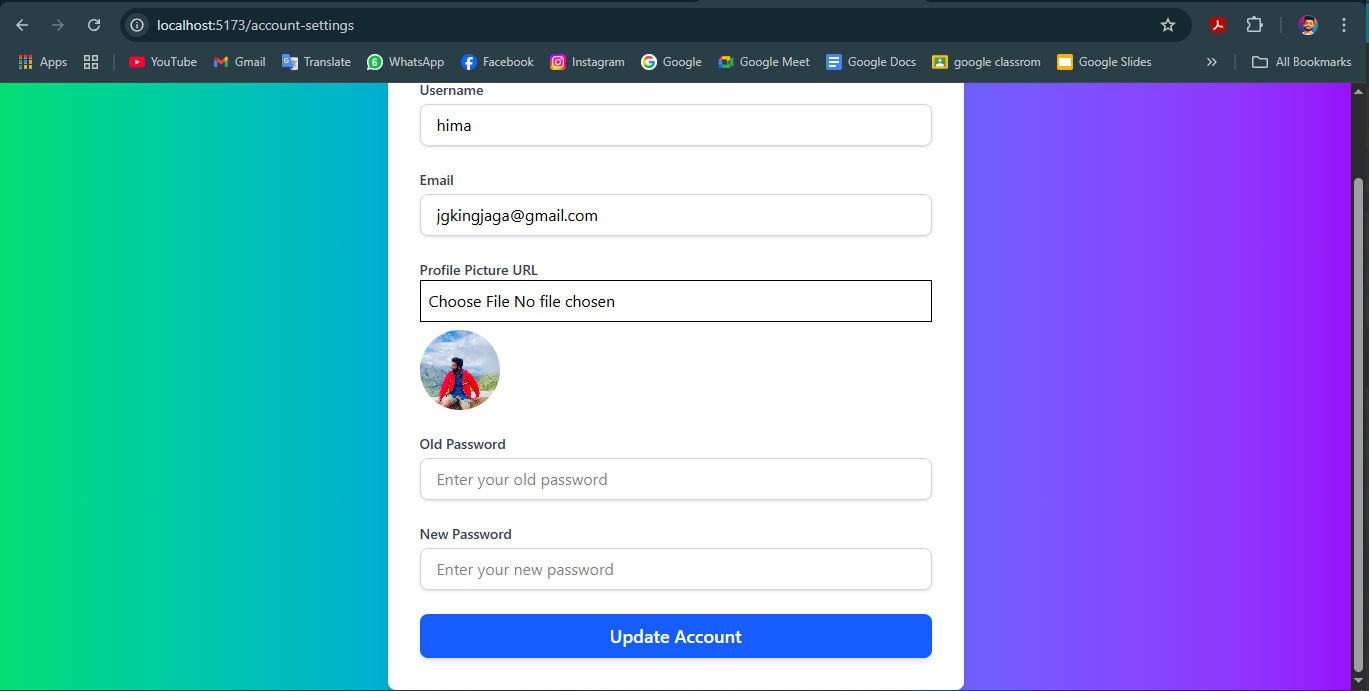 localhost:5173/account-settings
Apps YouTube Gmail Translate 6 WhatsApp Facebook Instagram Google Google Meet Google Docs google classrom Google Slides » All Bookmarks
Username
hima
Email
jgkingjaga@gmail.com
Profile Picture URL
Choose File No file chosen
Old Password
Enter your old password
New Password
Enter your new password
Update Account